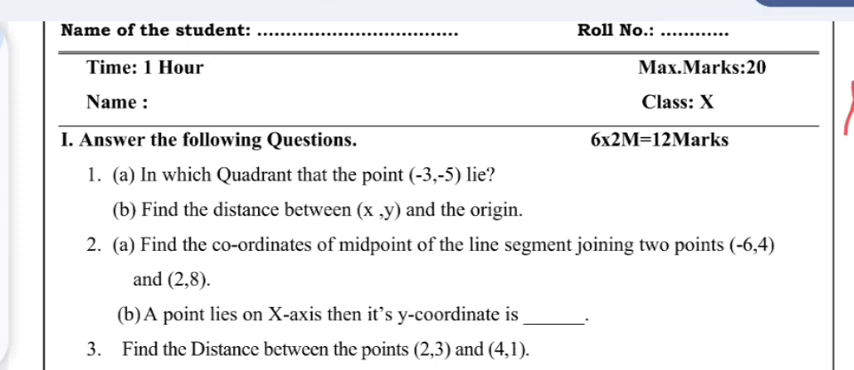 Name of the student: ................................... Roll No.: ............
Time: 1 Hour Max.Marks:20
Name : Class: X
I. Answer the following Questions. 6x2M=12Marks
1. (a) In which Quadrant that the point (-3,-5) lie?
(b) Find the distance between (x ,y) and the origin.
2. (a) Find the co-ordinates of midpoint of the line segment joining two points (-6,4)
and (2,8).
(b) A point lies on X-axis then it’s y-coordinate is ______.
3. Find the Distance between the points (2,3) and (4,1).